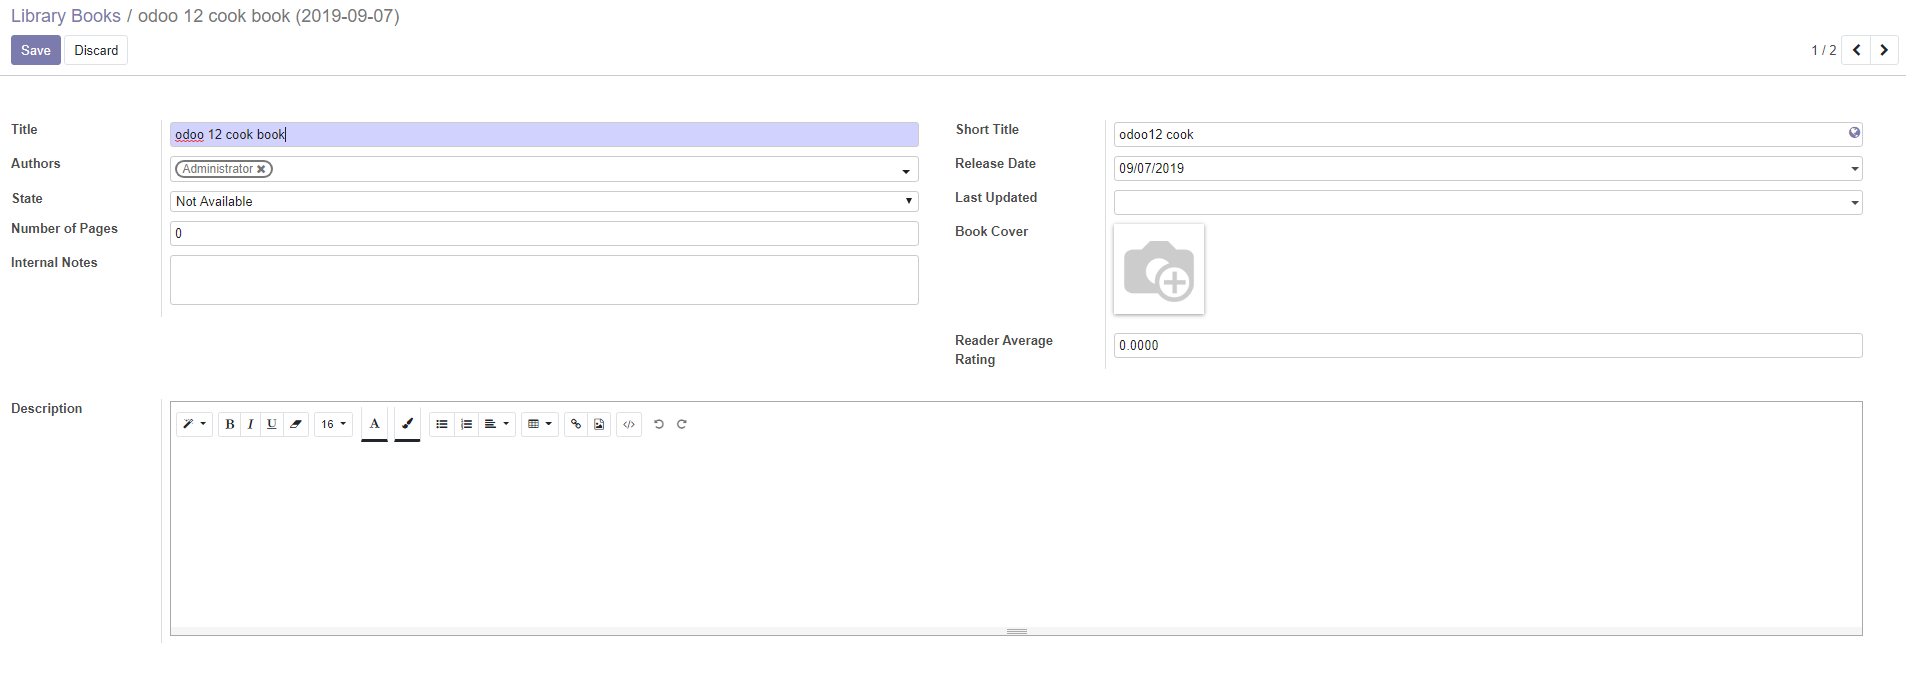 Library Books / odoo 12 cook book (2019-09-07)
Save Discard
1 / 2
Title
odoo 12 cook book
Authors
Administrator
State
Not Available
Number of Pages
0
Internal Notes
Short Title
odoo12 cook
Release Date
09/07/2019
Last Updated
Book Cover
Reader Average
Rating
0.0000
Description
B I U 16 A